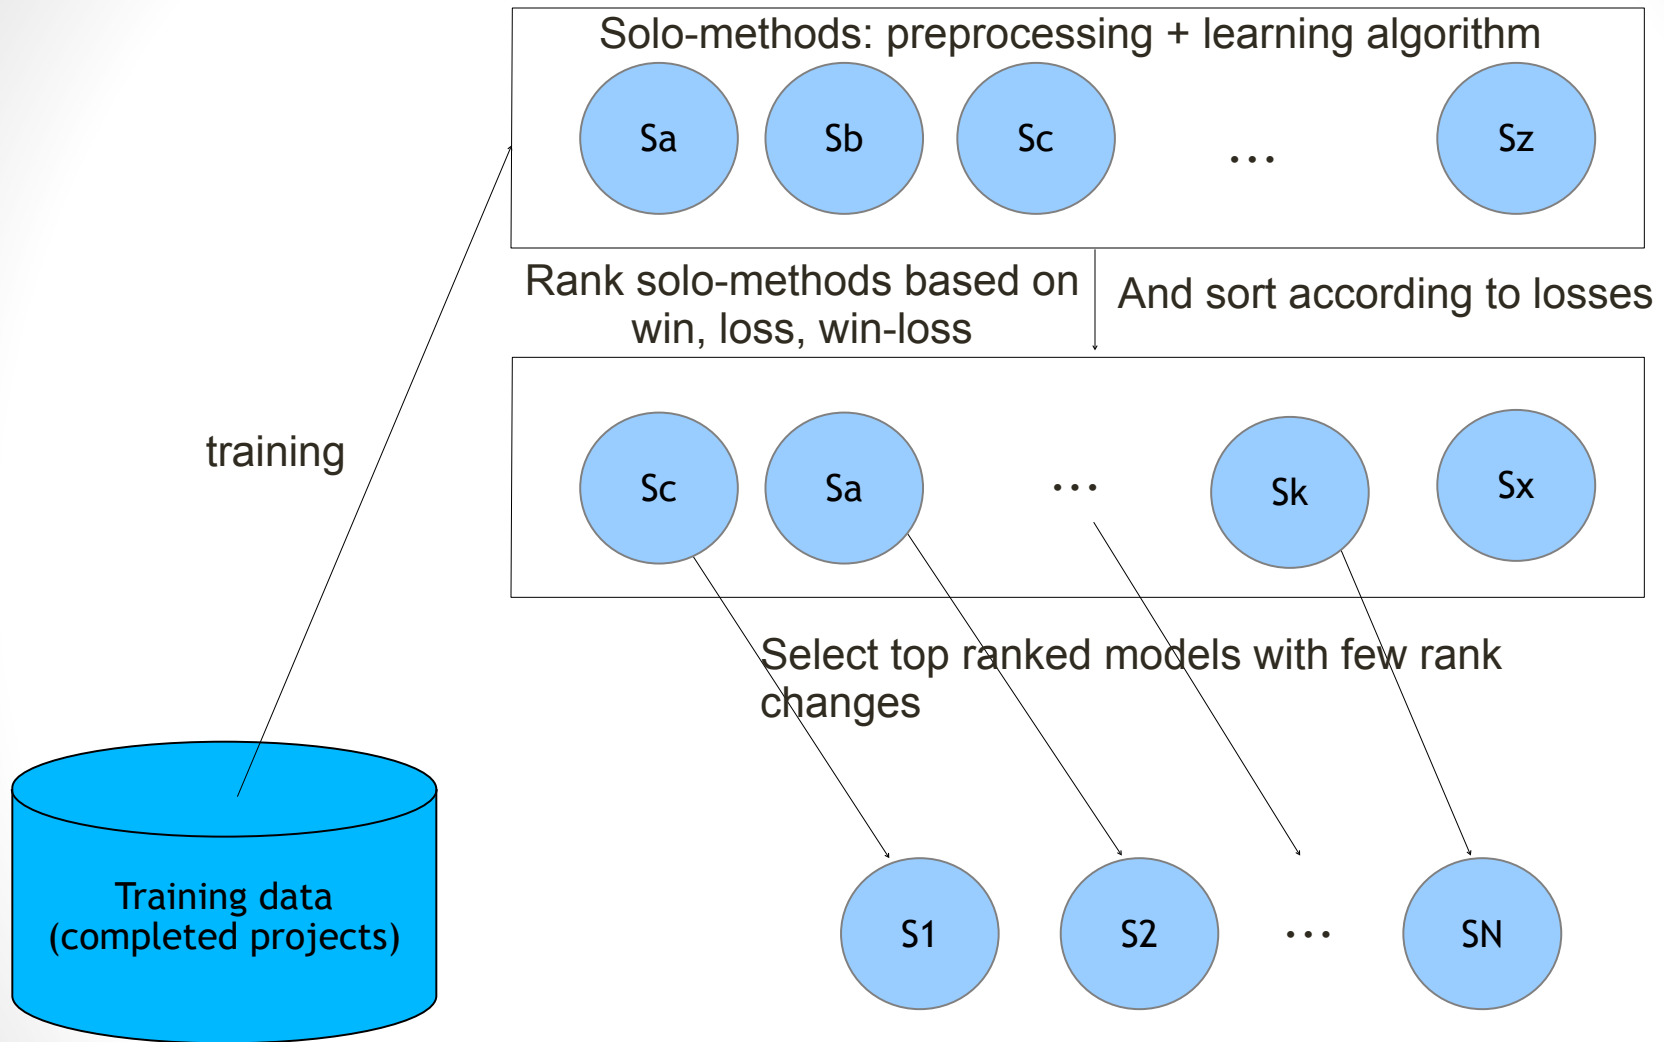 Solo-methods: preprocessing + learning algorithm
Sa
Sb
Sc
...
Sz
Rank solo-methods based on
win, loss, win-loss
And sort according to losses
training
Sc
Sa
...
Sk
Sx
Select top ranked models with few rank
changes
Training data
(completed projects)
S1
S2
...
SN